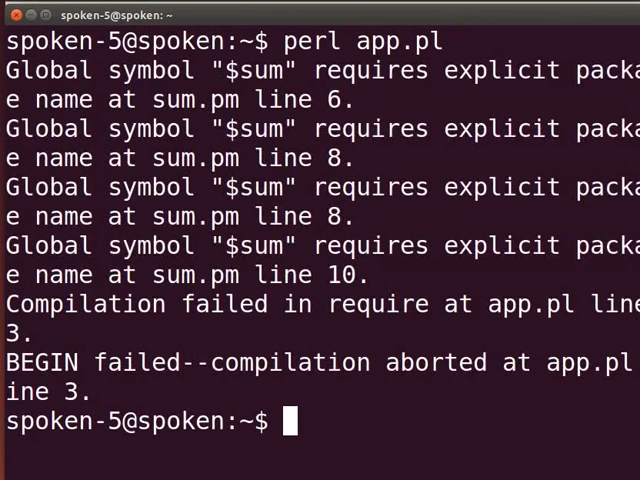 spoken-5@spoken: ~
spoken-5@spoken:~$ perl app.pl
Global symbol "$sum" requires explicit packa
e name at sum.pm line 6.
Global symbol "$sum" requires explicit packa
e name at sum.pm line 8.
Global symbol "$sum" requires explicit packa
e name at sum.pm line 8.
Global symbol "$sum" requires explicit packa
e name at sum.pm line 10.
Compilation failed in require at app.pl line
3.
BEGIN failed--compilation aborted at app.pl
ine 3.
spoken-5@spoken:~$